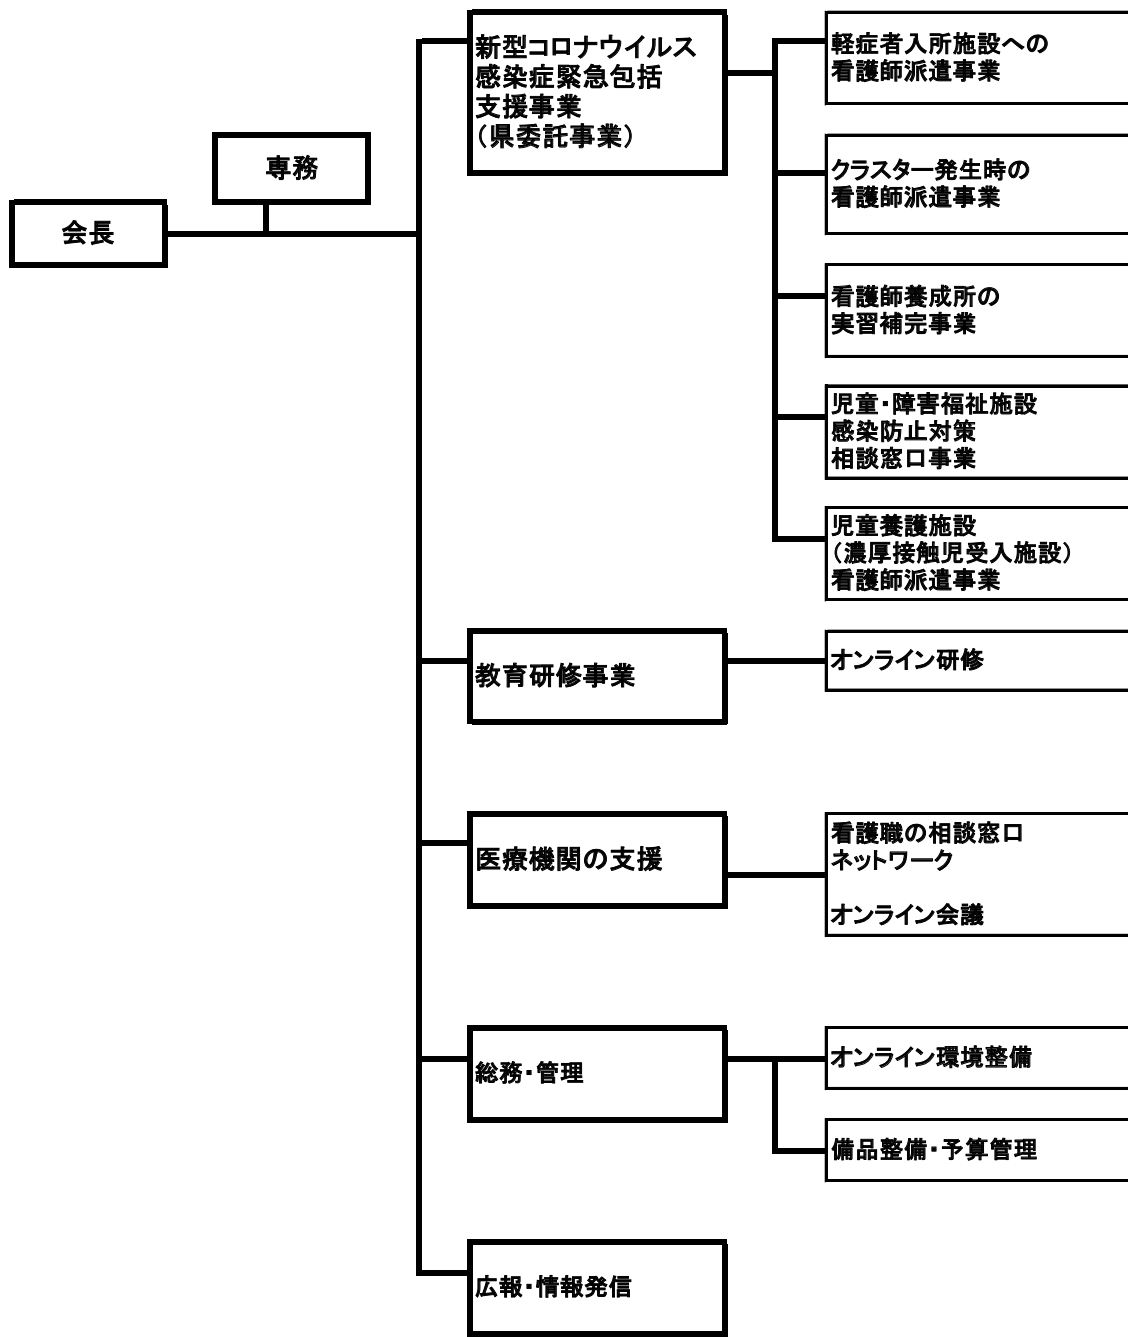 会長
専務
新型コロナウイルス
感染症緊急包括
支援事業
（県委託事業）
軽症者入所施設への
看護師派遣事業
クラスター発生時の
看護師派遣事業
看護師養成所の
実習補完事業
児童・障害福祉施設
感染防止対策
相談窓口事業
児童養護施設
（濃厚接触児受入施設）
看護師派遣事業
教育研修事業
オンライン研修
医療機関の支援
看護職の相談窓口
ネットワーク
オンライン会議
総務・管理
オンライン環境整備
備品整備・予算管理
広報・情報発信